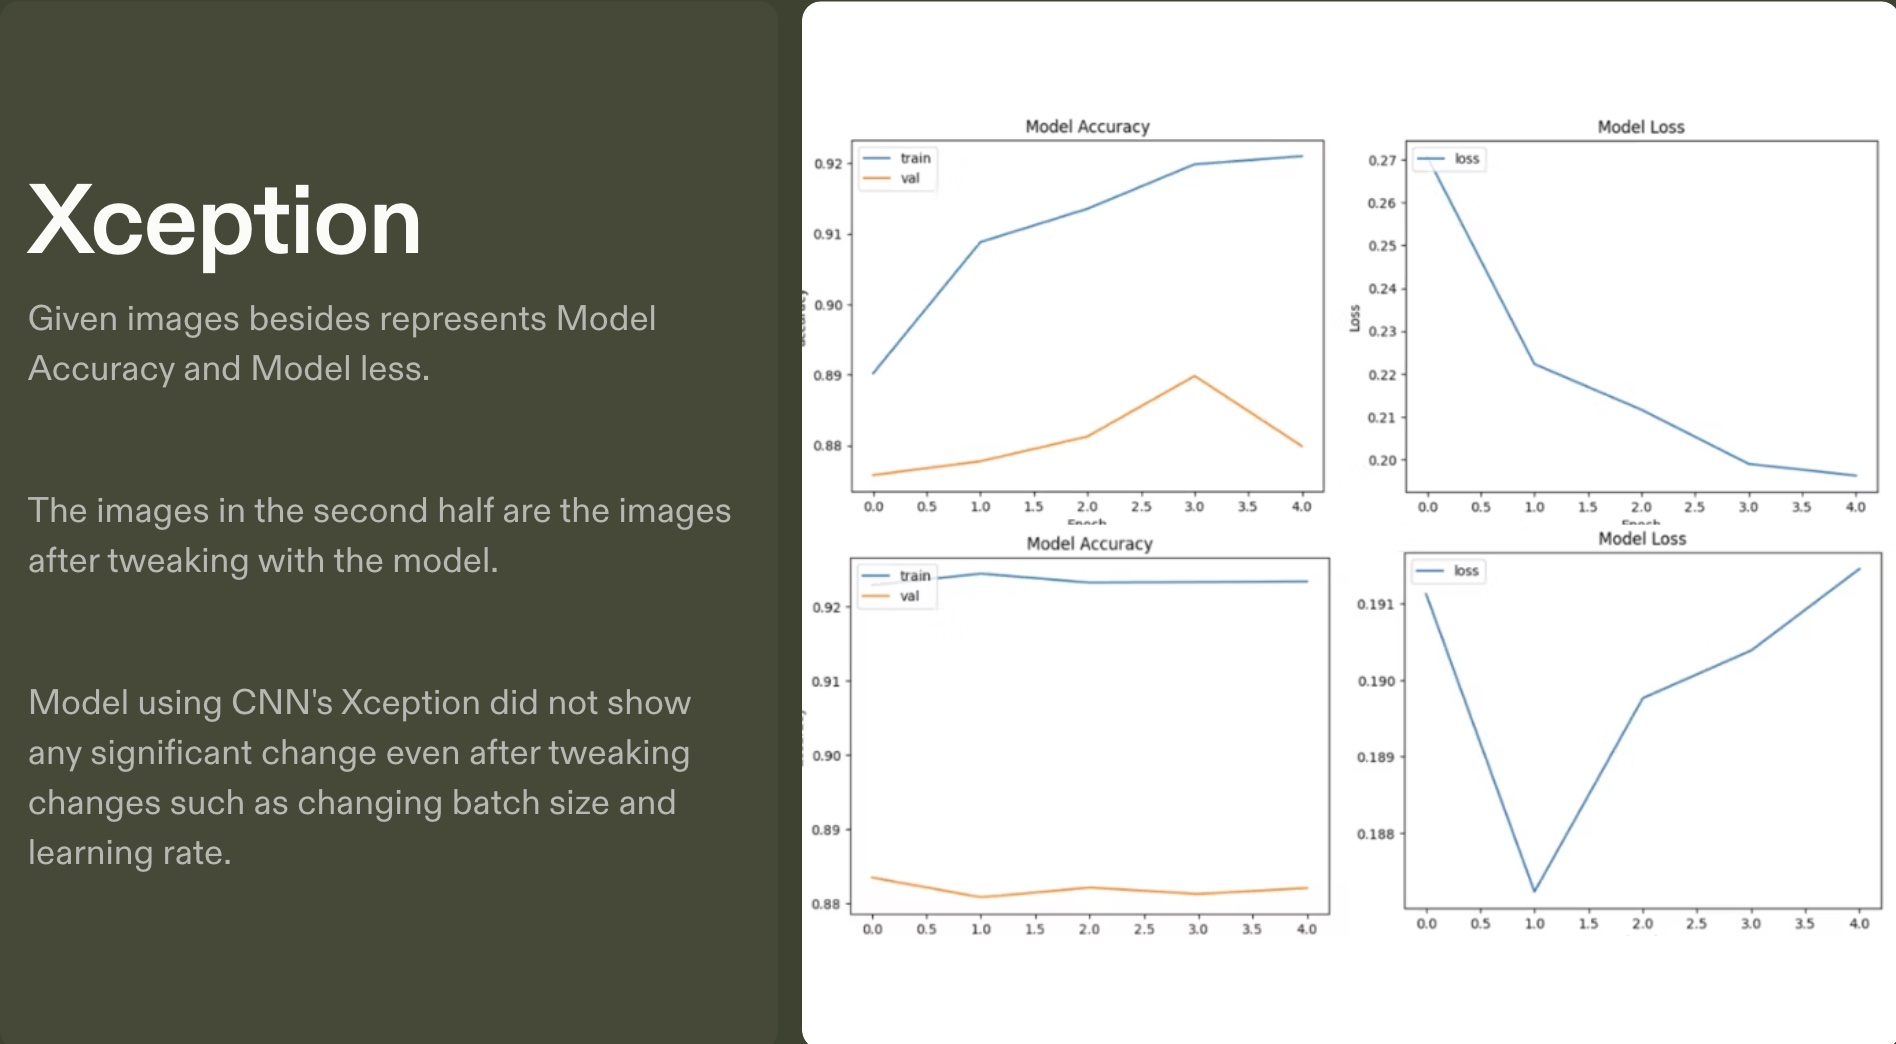 Xception
Given images besides represents Model
Accuracy and Model less.
The images in the second half are the images
after tweaking with the model.
Model using CNN's Xception did not show
any significant change even after tweaking
changes such as changing batch size and
learning rate.
Model Accuracy
train
val
0.92
0.91
0.90
0.89
0.88
0.0 0.5 1.0 1.5 2.0 2.5 3.0 3.5 4.0
Epoch
Model Loss
loss
Loss
0.27
0.26
0.25
0.24
0.23
0.22
0.21
0.20
0.0 0.5 1.0 1.5 2.0 2.5 3.0 3.5 4.0
Epoch
Model Accuracy
train
val
0.92
0.91
0.90
0.89
0.88
0.0 0.5 1.0 1.5 2.0 2.5 3.0 3.5 4.0
Model Loss
loss
0.191
0.190
0.189
0.188
0.0 0.5 1.0 1.5 2.0 2.5 3.0 3.5 4.0